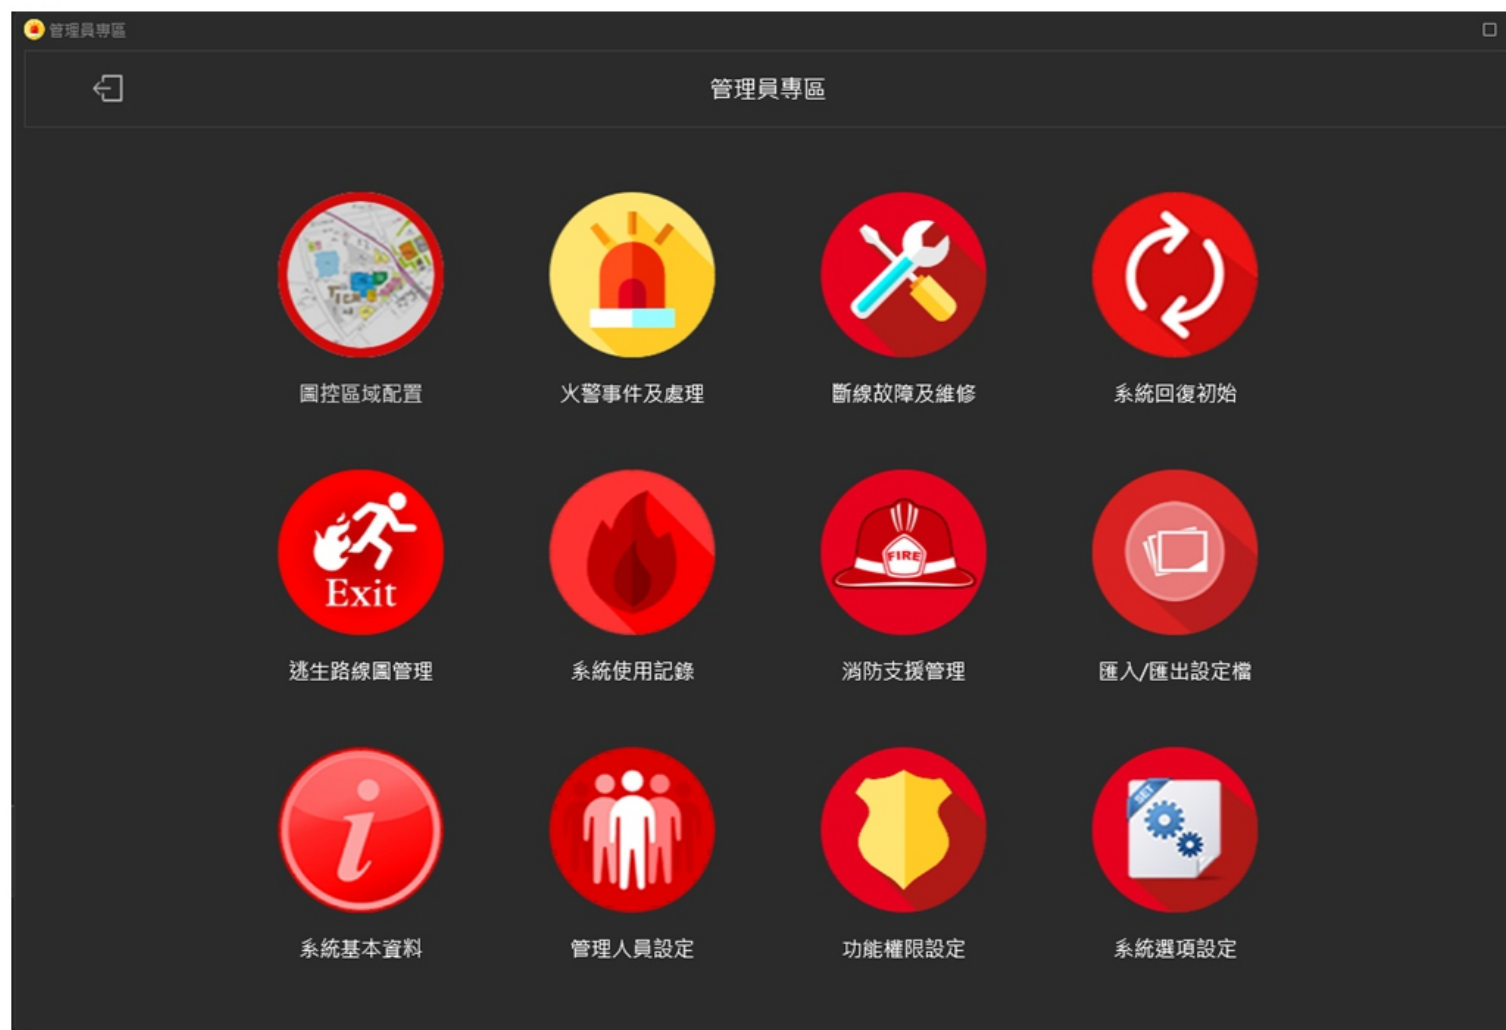 管理員專區
管理員專區
圖控區域配置
火警事件及處理
斷線故障及維修
系統回復初始
Exit
FIRE
逃生路線圖管理
系統使用記錄
消防支援管理
匯入/匯出設定檔
SET
系統基本資料
管理人員設定
功能權限設定
系統選項設定